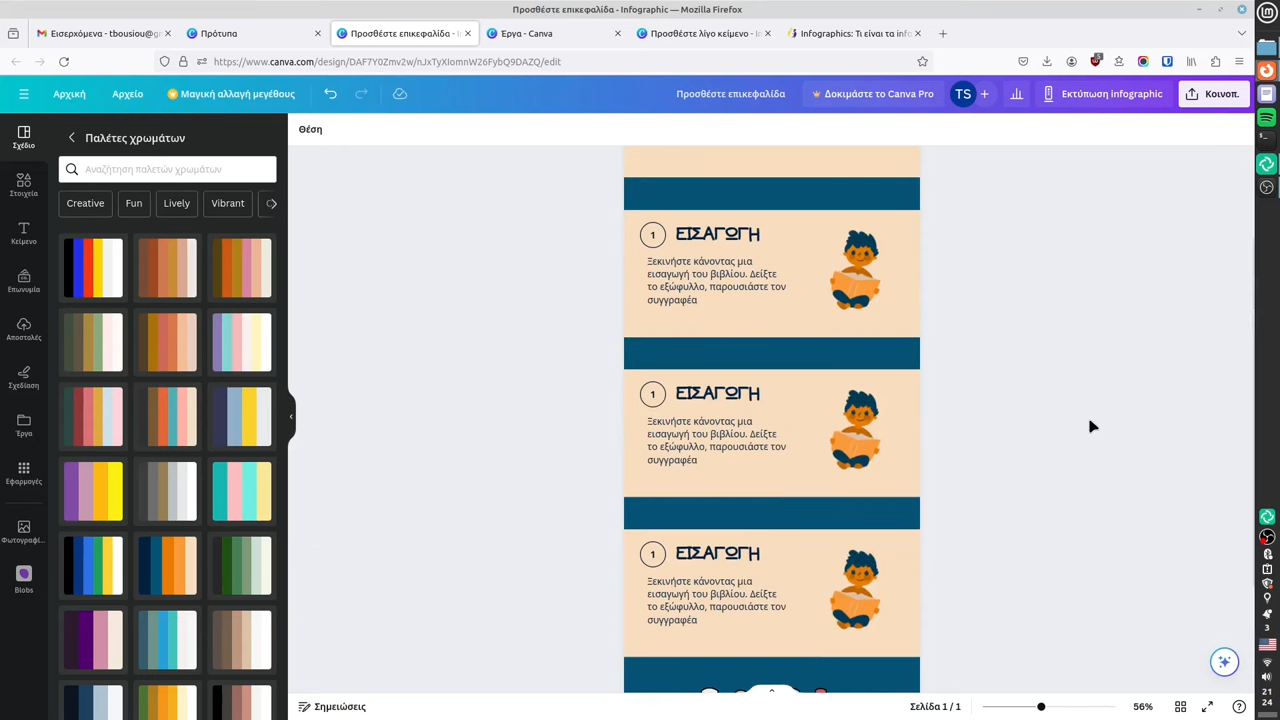 Προσθέστε επικεφαλίδα - Infographic — Mozilla Firefox
Εισερχόμενα - tbousiou@g
Πρότυπα
Προσθέστε επικεφαλίδα - I
Έργα - Canva
Προσθέστε λίγο κείμενο - In
Infographics: Τι είναι τα inf
https://www.canva.com/design/DAF7Y0Zmv2w/nJxTyXIomnW26FybQ9DAZQ/edit
Αρχική
Αρχείο
Μαγική αλλαγή μεγέθους
Προσθέστε επικεφαλίδα
Δοκιμάστε το Canva Pro
TS
Εκτύπωση infographic
Κοινοπ.
Σχέδιο
Στοιχεία
Κείμενο
Επωνυμία
Αποστολές
Σχεδίαση
Έργα
Εφαρμογές
Φωτογραφί...
Blobs
Παλέτες χρωμάτων
Αναζήτηση παλετών χρωμάτων
Creative
Fun
Lively
Vibrant
Θέση
1
ΕΙΣΑΓΩΓΗ
Ξεκινήστε κάνοντας μια
εισαγωγή του βιβλίου. Δείξτε
το εξώφυλλο, παρουσιάστε τον
συγγραφέα
1
ΕΙΣΑΓΩΓΗ
Ξεκινήστε κάνοντας μια
εισαγωγή του βιβλίου. Δείξτε
το εξώφυλλο, παρουσιάστε τον
συγγραφέα
1
ΕΙΣΑΓΩΓΗ
Ξεκινήστε κάνοντας μια
εισαγωγή του βιβλίου. Δείξτε
το εξώφυλλο, παρουσιάστε τον
συγγραφέα
Σημειώσεις
Σελίδα 1 / 1
56%
3
21
24